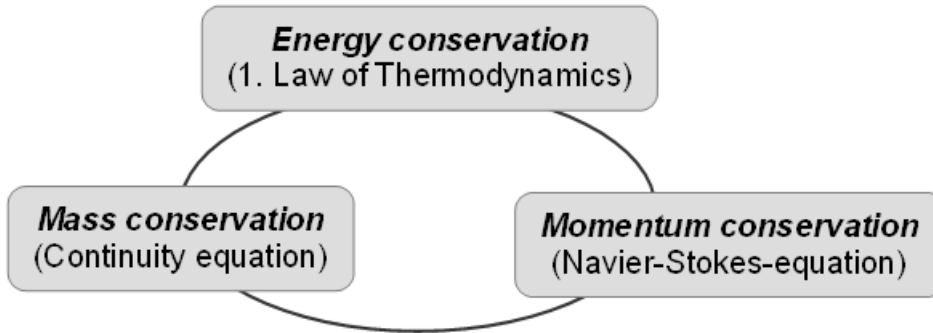 Energy conservation
(1. Law of Thermodynamics)
Mass conservation
(Continuity equation)
Momentum conservation
(Navier-Stokes-equation)